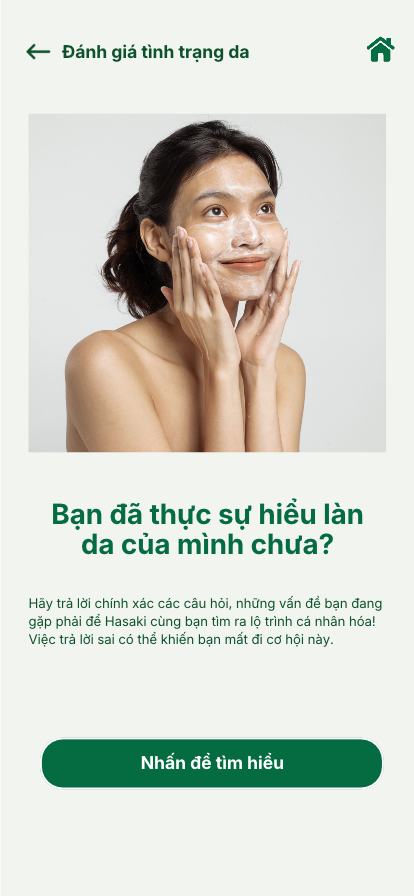 Đánh giá tình trạng da
Bạn đã thực sự hiểu làn
da của mình chưa?
Hãy trả lời chính xác các câu hỏi, những vấn đề bạn đang
gặp phải để Hasaki cùng bạn tìm ra lộ trình cá nhân hóa!
Việc trả lời sai có thể khiến bạn mất đi cơ hội này.
Nhấn để tìm hiểu